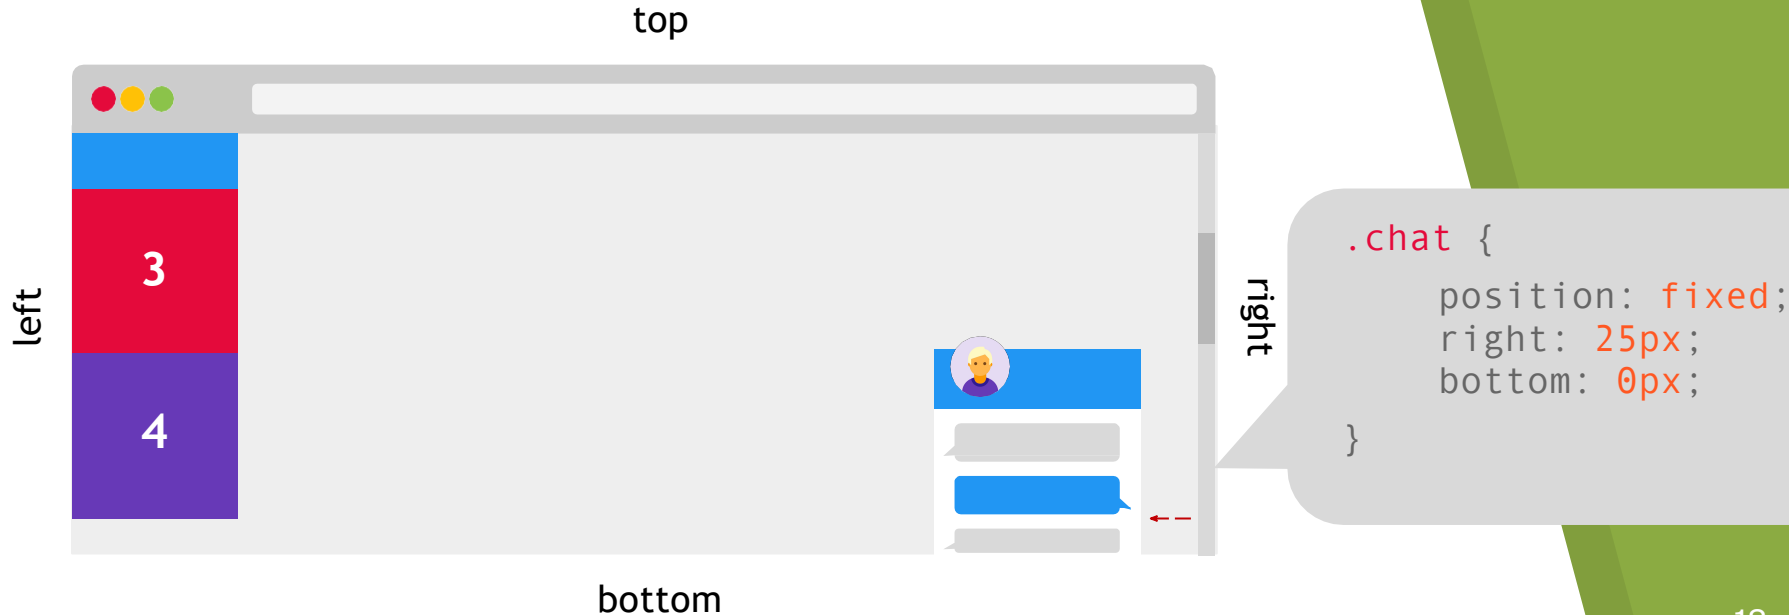 top
left
3
4
right
.chat {
position: fixed;
right: 25px;
bottom: 0px;
}
bottom